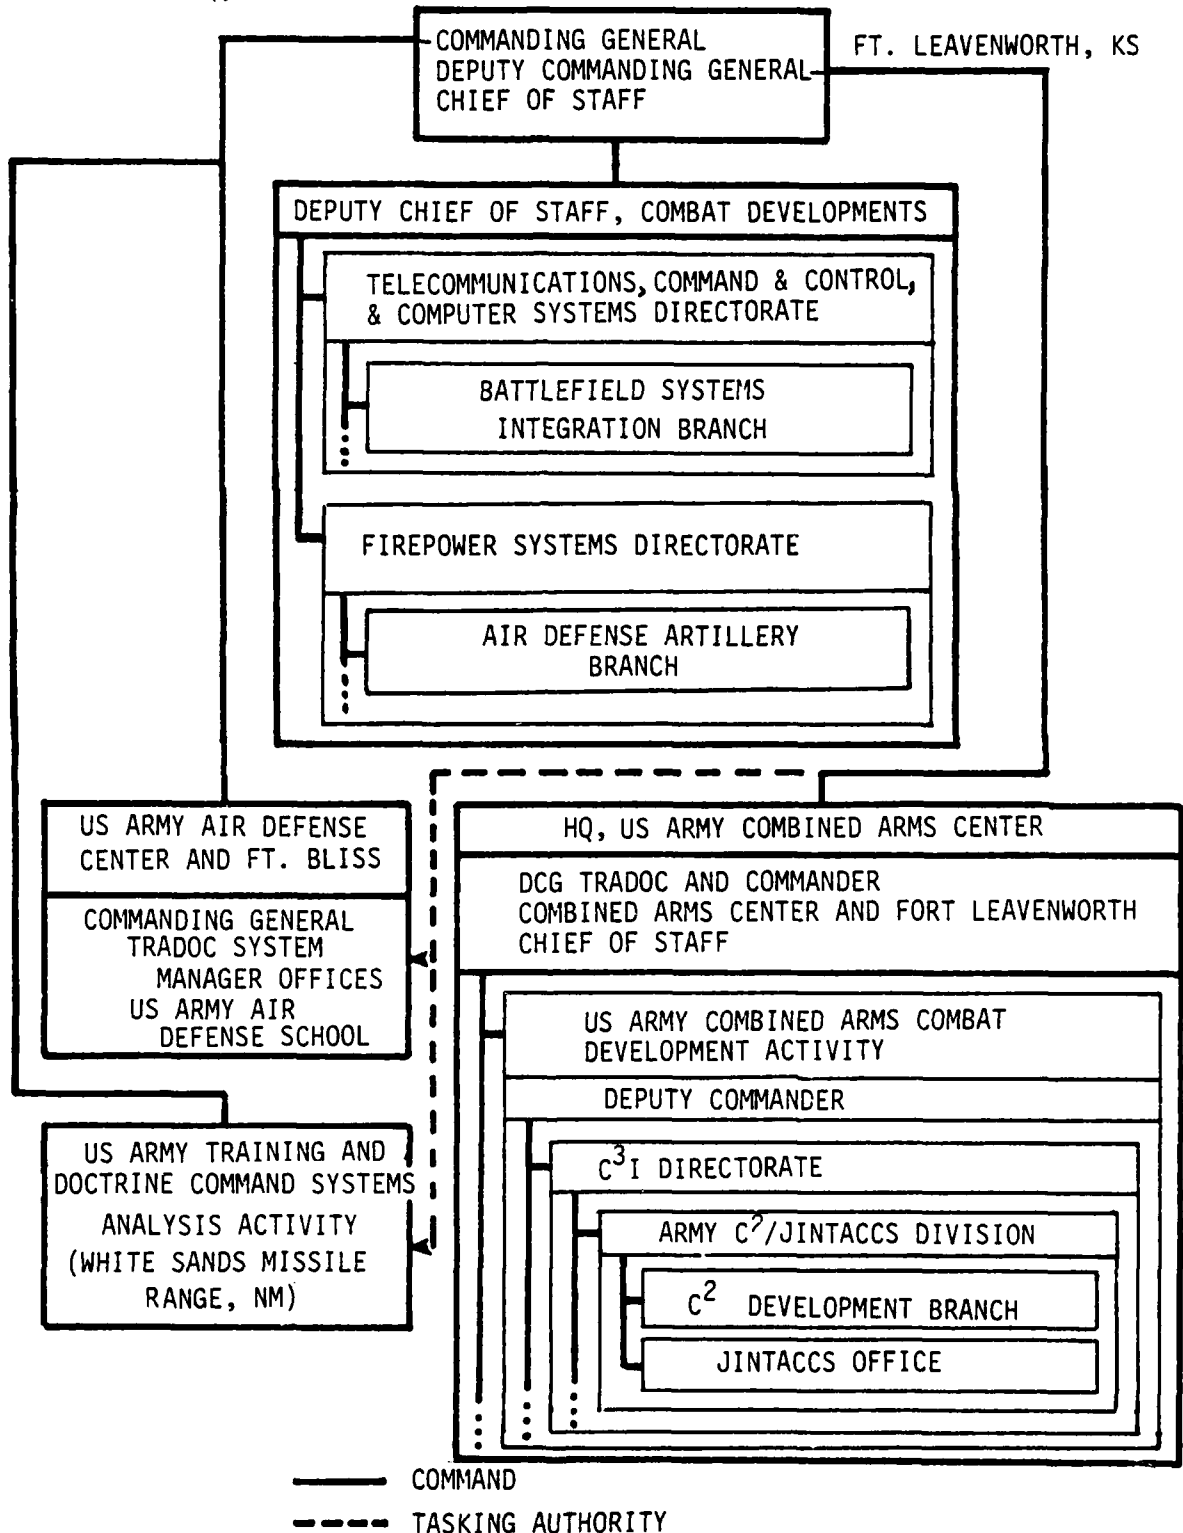 COMMANDING GENERAL
DEPUTY COMMANDING GENERAL
CHIEF OF STAFF
FT. LEAVENWORTH, KS
DEPUTY CHIEF OF STAFF, COMBAT DEVELOPMENTS
TELECOMMUNICATIONS, COMMAND & CONTROL,
& COMPUTER SYSTEMS DIRECTORATE
BATTLEFIELD SYSTEMS
INTEGRATION BRANCH
FIREPOWER SYSTEMS DIRECTORATE
AIR DEFENSE ARTILLERY
BRANCH
US ARMY AIR DEFENSE
CENTER AND FT. BLISS
COMMANDING GENERAL
TRADOC SYSTEM
MANAGER OFFICES
US ARMY AIR
DEFENSE SCHOOL
US ARMY TRAINING AND
DOCTRINE COMMAND SYSTEMS
ANALYSIS ACTIVITY
(WHITE SANDS MISSILE
RANGE, NM)
HQ, US ARMY COMBINED ARMS CENTER
DCG TRADOC AND COMMANDER
COMBINED ARMS CENTER AND FORT LEAVENWORTH
CHIEF OF STAFF
US ARMY COMBINED ARMS COMBAT
DEVELOPMENT ACTIVITY
DEPUTY COMMANDER
C³I DIRECTORATE
ARMY C²/JINTACCS DIVISION
C² DEVELOPMENT BRANCH
JINTACCS OFFICE
COMMAND
TASKING AUTHORITY